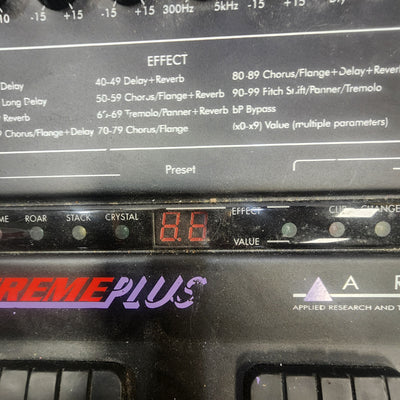 -15 +15 300Hz 5kHz -15 +15 -15
EFFECT
Delay 40-49 Delay+Reverb 80-89 Chorus/Flange+Delay+Reverb
Long Delay 50-59 Chorus/Flange+Reverb 90-99 Pitch Shift/Panner/Tremolo
Reverb 60-69 Tremolo/Panner+Reverb bP Bypass
Chorus/Flange+Delay 70-79 Chorus/Flange (x0-x9) Value (multiple parameters)
Preset
ROAR STACK CRYSTAL EFFECT CUE CHANGE
VALUE
REMEPLUS A R
APPLIED RESEARCH AND T